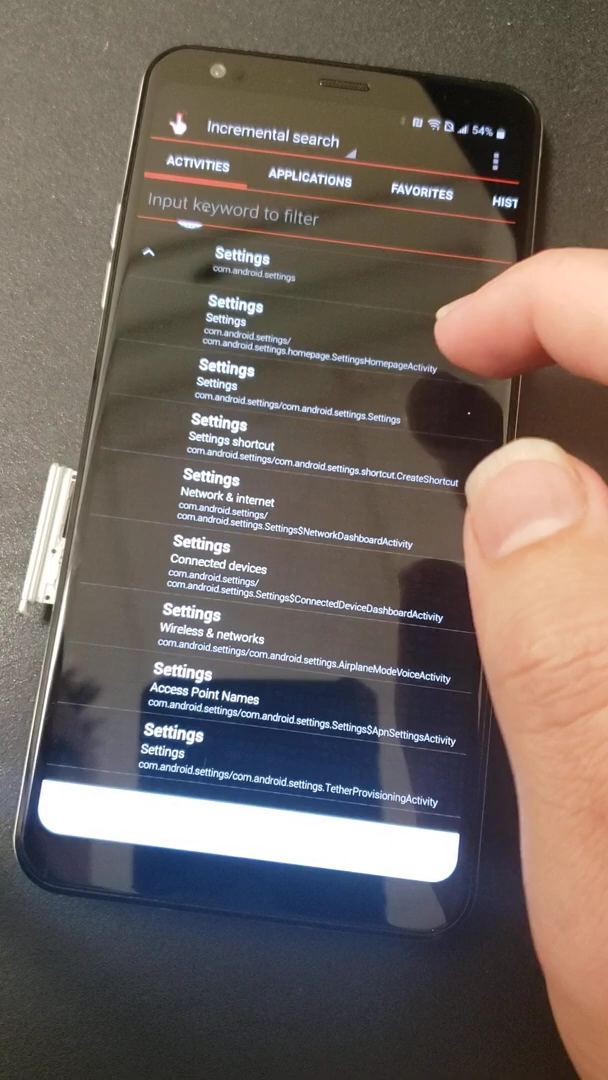 54%
Incremental search
ACTIVITIES
APPLICATIONS
FAVORITES
HIST
Input keyword to filter
Settings
com.android.settings
Settings
Settings
com.android.settings/
com.android.settings.homepage.SettingsHomepageActivity
Settings
Settings
com.android.settings/com.android.settings.Settings
Settings
Settings shortcut
com.android.settings/com.android.settings.shortcut.CreateShortcut
Settings
Network & internet
com.android.settings/
com.android.settings.Settings$NetworkDashboardActivity
Settings
Connected devices
com.android.settings/
com.android.settings.Settings$ConnectedDeviceDashboardActivity
Settings
Wireless & networks
com.android.settings/com.android.settings.AirplaneModeVoiceActivity
Settings
Access Point Names
com.android.settings/com.android.settings.Settings$ApnSettingsActivity
Settings
Settings
com.android.settings/com.android.settings.TetherProvisioningActivity